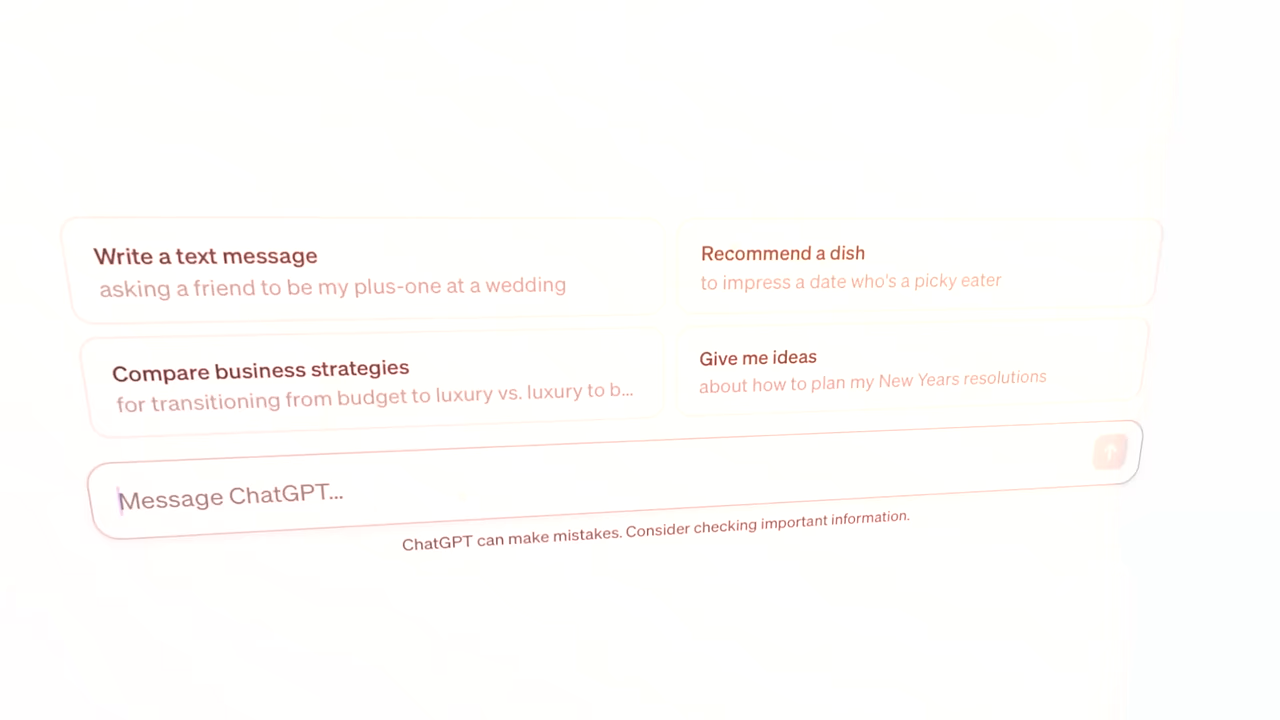 Write a text message
asking a friend to be my plus-one at a wedding
Recommend a dish
to impress a date who's a picky eater
Compare business strategies
for transitioning from budget to luxury vs. luxury to b...
Give me ideas
about how to plan my New Years resolutions
Message ChatGPT...
ChatGPT can make mistakes. Consider checking important information.